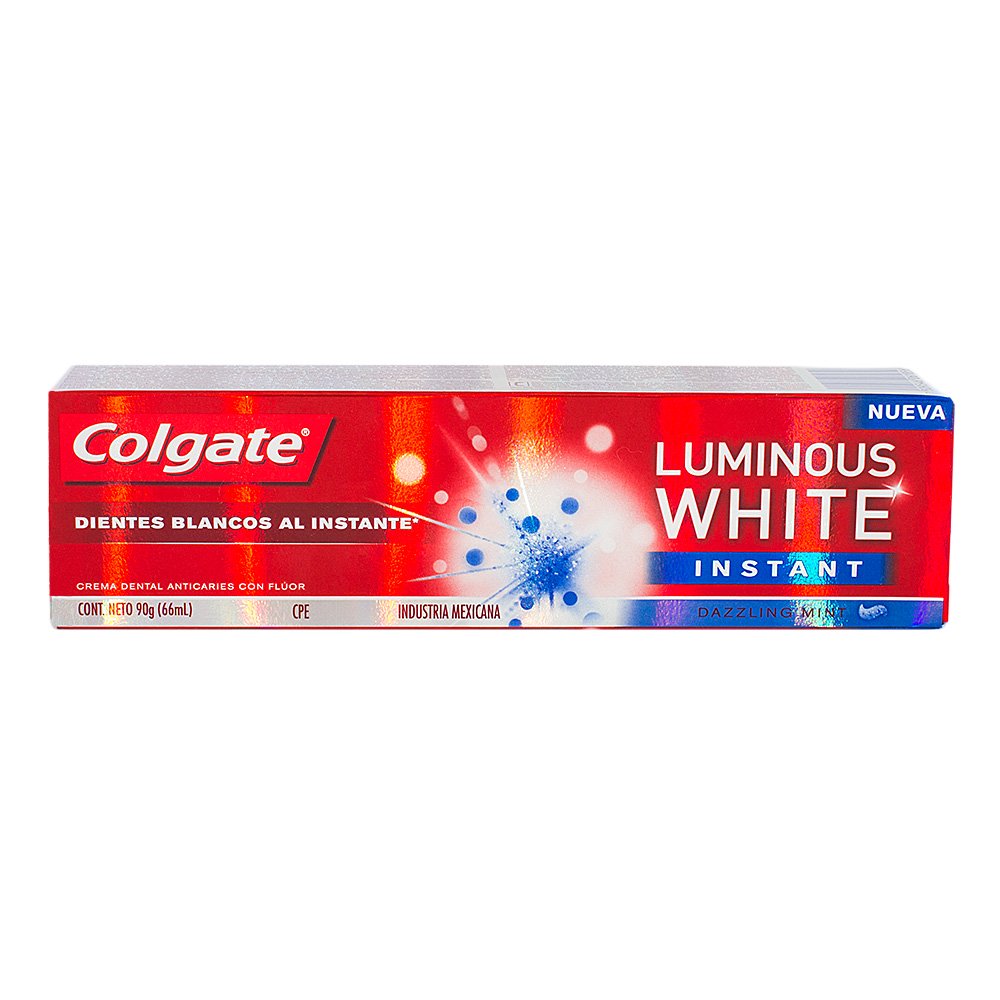 Colgate®
DIENTES BLANCOS AL INSTANTE*
CREMA DENTAL ANTICARIES CON FLÚOR
CONT. NETO 90g (66mL) CPE INDUSTRIA MEXICANA
NUEVA
LUMINOUS
WHITE
INSTANT
DAZZLING MINT